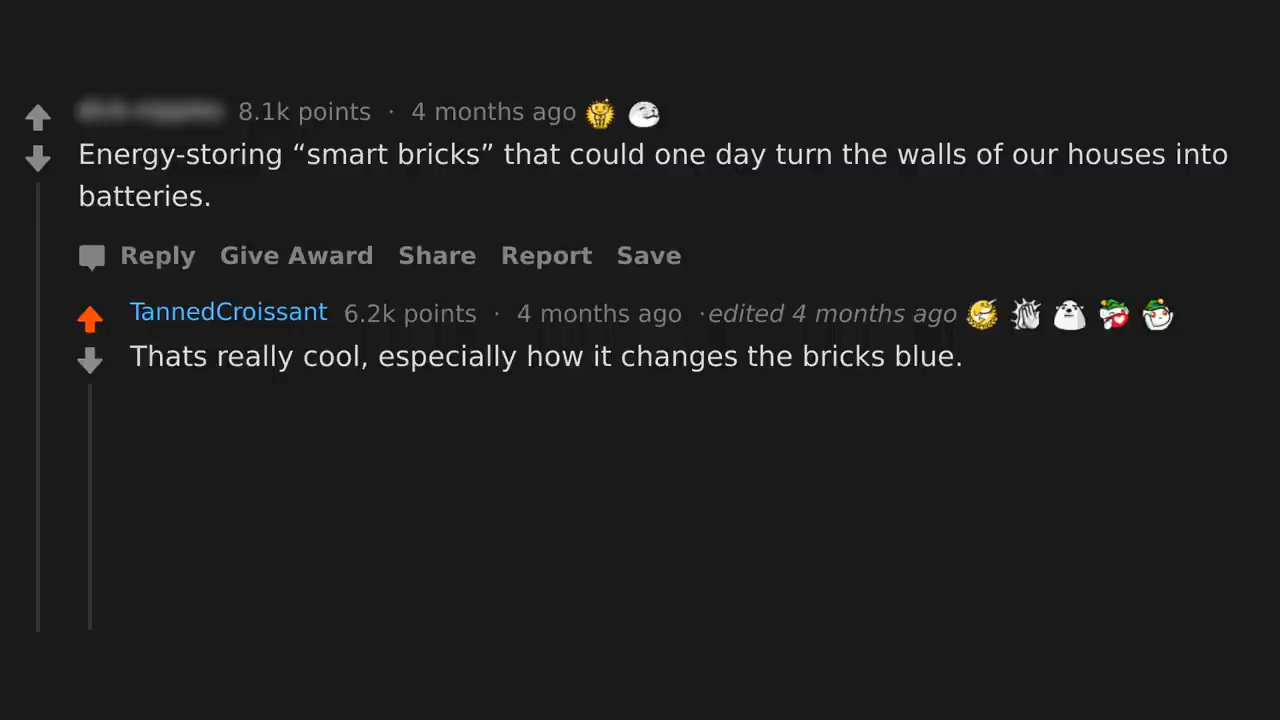 8.1k points · 4 months ago
Energy-storing “smart bricks” that could one day turn the walls of our houses into
batteries.
Reply Give Award Share Report Save
TannedCroissant 6.2k points · 4 months ago ·edited 4 months ago
Thats really cool, especially how it changes the bricks blue.